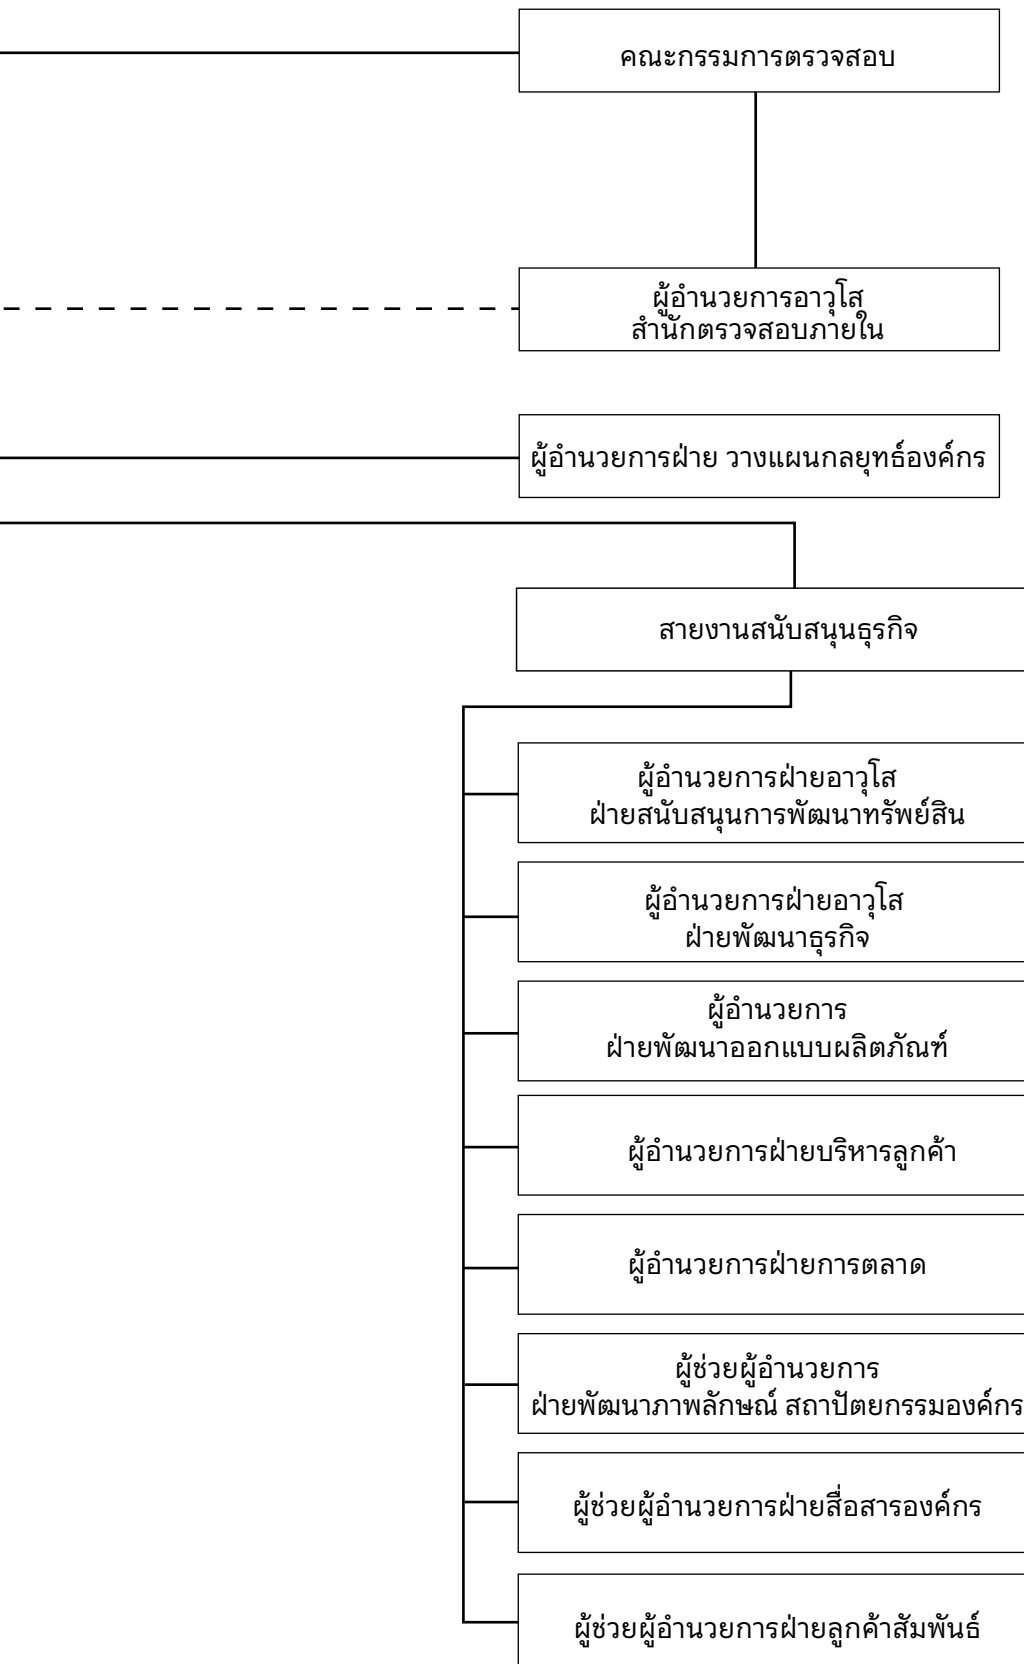 คณะกรรมการตรวจสอบ
ผู้อำนวยการอาวุโส
สำนักตรวจสอบภายใน
ผู้อำนวยการฝ่าย วางแผนกลยุทธ์องค์กร
สายงานสนับสนุนธุรกิจ
ผู้อำนวยการฝ่ายอาวุโส
ฝ่ายสนับสนุนการพัฒนาทรัพย์สิน
ผู้อำนวยการฝ่ายอาวุโส
ฝ่ายพัฒนาธุรกิจ
ผู้อำนวยการ
ฝ่ายพัฒนาออกแบบผลิตภัณฑ์
ผู้อำนวยการฝ่ายบริหารลูกค้า
ผู้อำนวยการฝ่ายการตลาด
ผู้ช่วยผู้อำนวยการ
ฝ่ายพัฒนาภาพลักษณ์ สถาปัตยกรรมองค์กร
ผู้ช่วยผู้อำนวยการฝ่ายสื่อสารองค์กร
ผู้ช่วยผู้อำนวยการฝ่ายลูกค้าสัมพันธ์